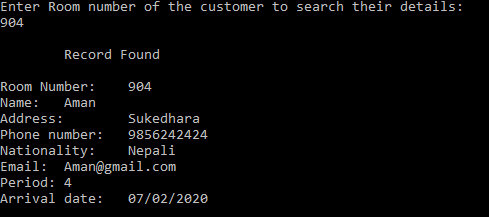 Enter Room number of the customer to search their details:
904
Record Found
Room Number: 904
Name: Aman
Address: Sukedhara
Phone number: 9856242424
Nationality: Nepali
Email: Aman@gmail.com
Period: 4
Arrival date: 07/02/2020